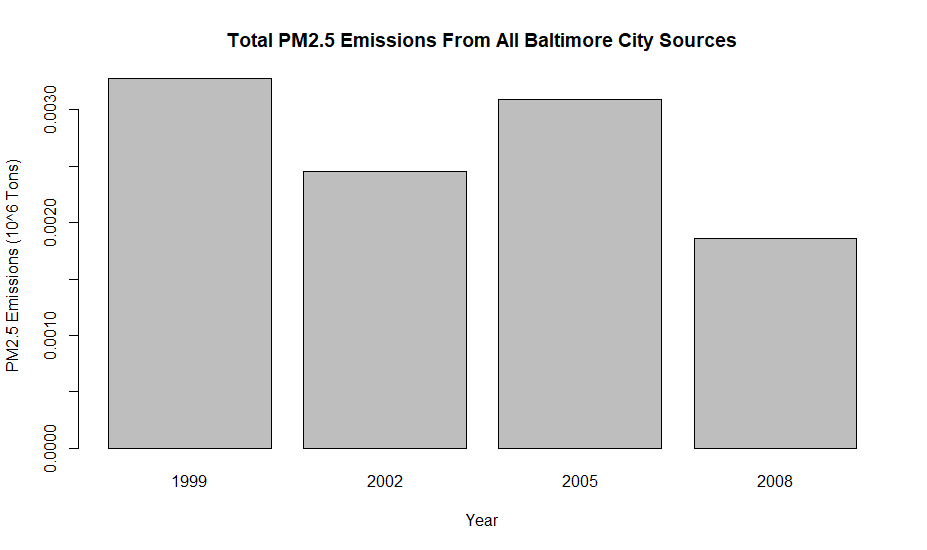 Total PM2.5 Emissions From All Baltimore City Sources
PM2.5 Emissions (10^6 Tons)
0.0030
0.0020
0.0010
0.0000
1999 2002 2005 2008
Year